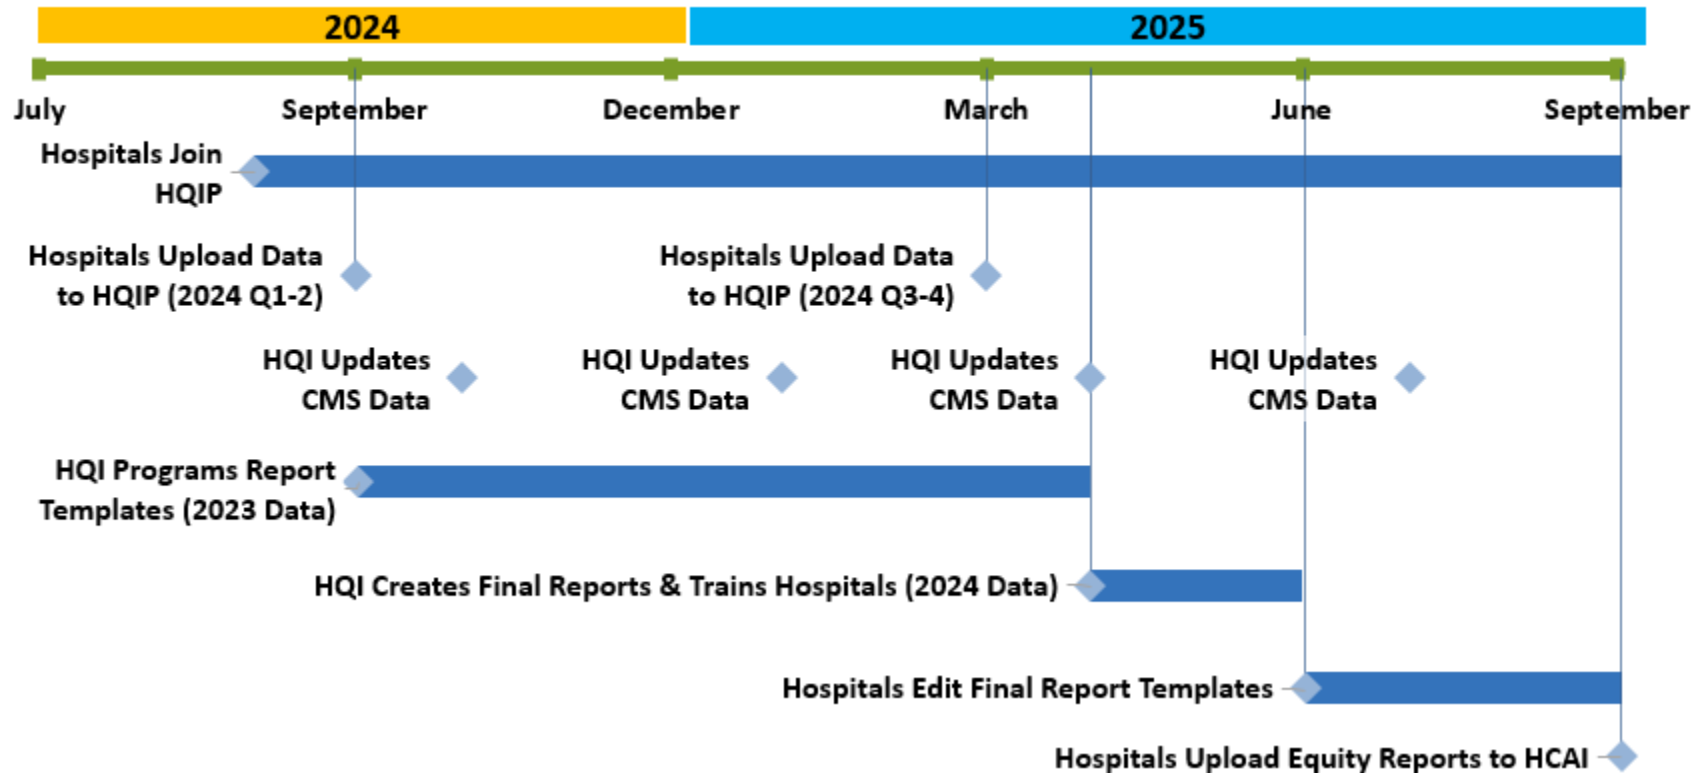 2024
2025
July
September
December
March
June
September
Hospitals Join
HQIP
Hospitals Upload Data
to HQIP (2024 Q1-2)
Hospitals Upload Data
to HQIP (2024 Q3-4)
HQI Updates
CMS Data
HQI Updates
CMS Data
HQI Updates
CMS Data
HQI Updates
CMS Data
HQI Programs Report
Templates (2023 Data)
HQI Creates Final Reports & Trains Hospitals (2024 Data)
Hospitals Edit Final Report Templates
Hospitals Upload Equity Reports to HCAI